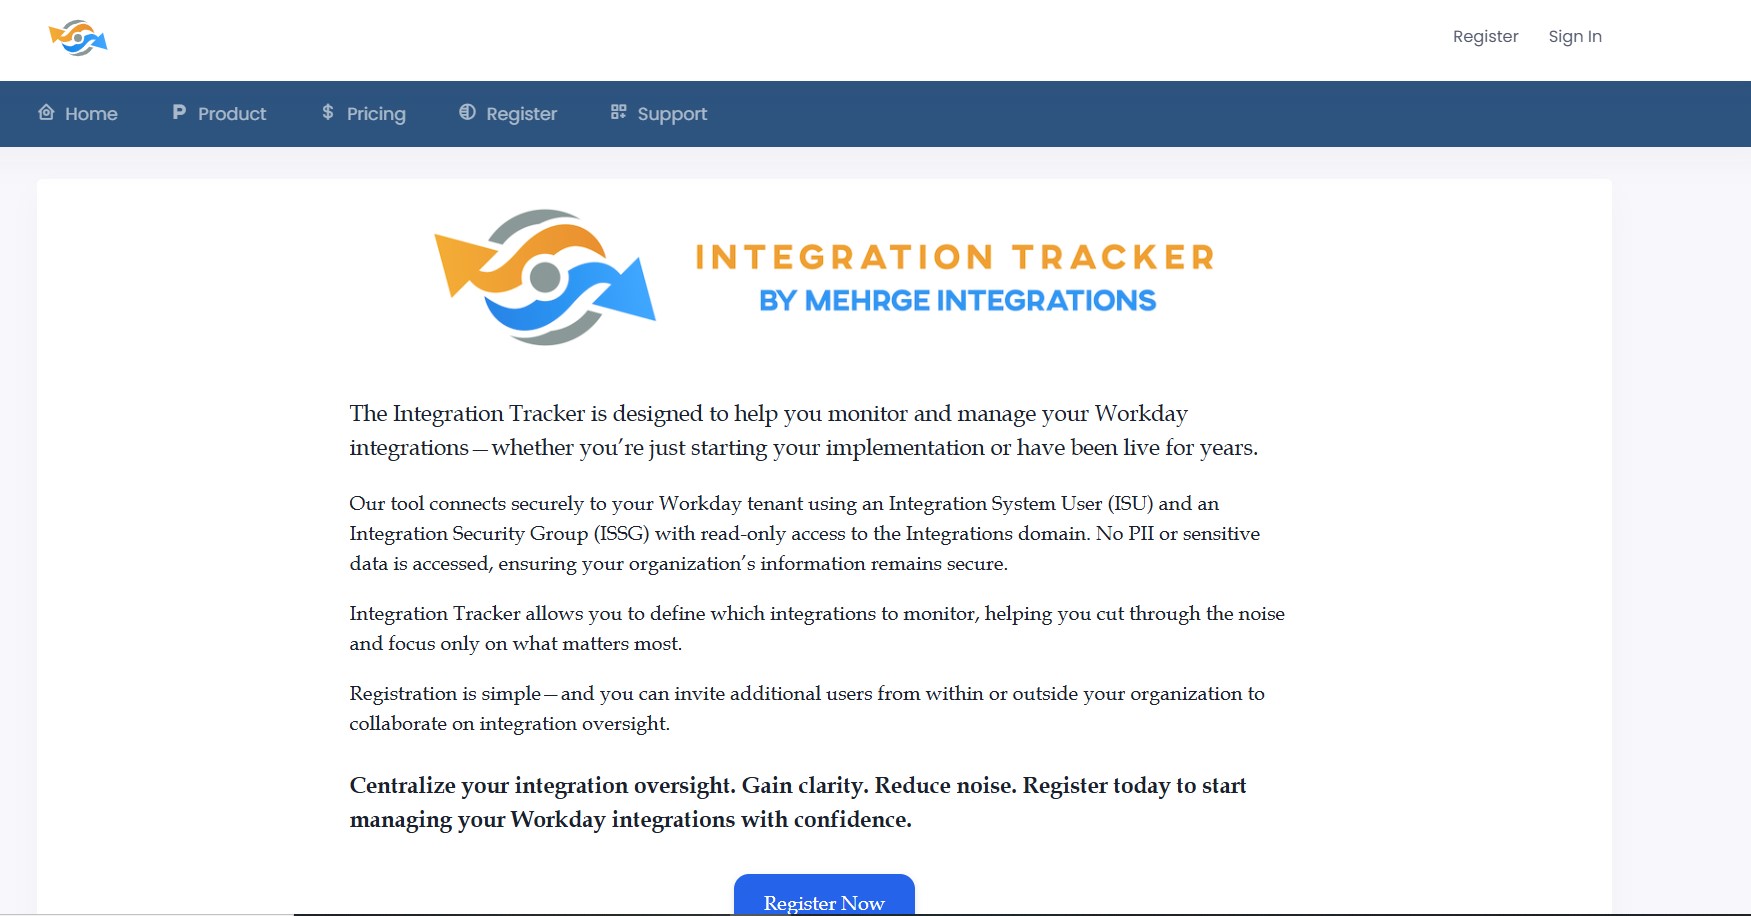 Register Sign In
Home Product Pricing Register Support
INTEGRATION TRACKER
BY MEHRGE INTEGRATIONS
The Integration Tracker is designed to help you monitor and manage your Workday
integrations—whether you’re just starting your implementation or have been live for years.
Our tool connects securely to your Workday tenant using an Integration System User (ISU) and an
Integration Security Group (ISSG) with read-only access to the Integrations domain. No PII or sensitive
data is accessed, ensuring your organization’s information remains secure.
Integration Tracker allows you to define which integrations to monitor, helping you cut through the noise
and focus only on what matters most.
Registration is simple—and you can invite additional users from within or outside your organization to
collaborate on integration oversight.
Centralize your integration oversight. Gain clarity. Reduce noise. Register today to start
managing your Workday integrations with confidence.
Register Now